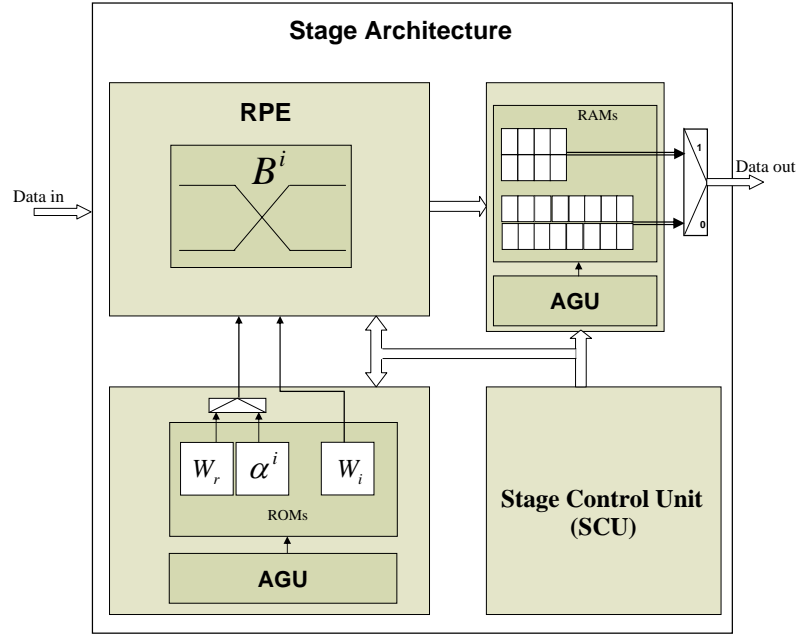 Stage Architecture
RPE
B^i
Data in
RAMs
1
0
Data out
AGU
W_r
α^i
W_i
ROMs
AGU
Stage Control Unit
(SCU)